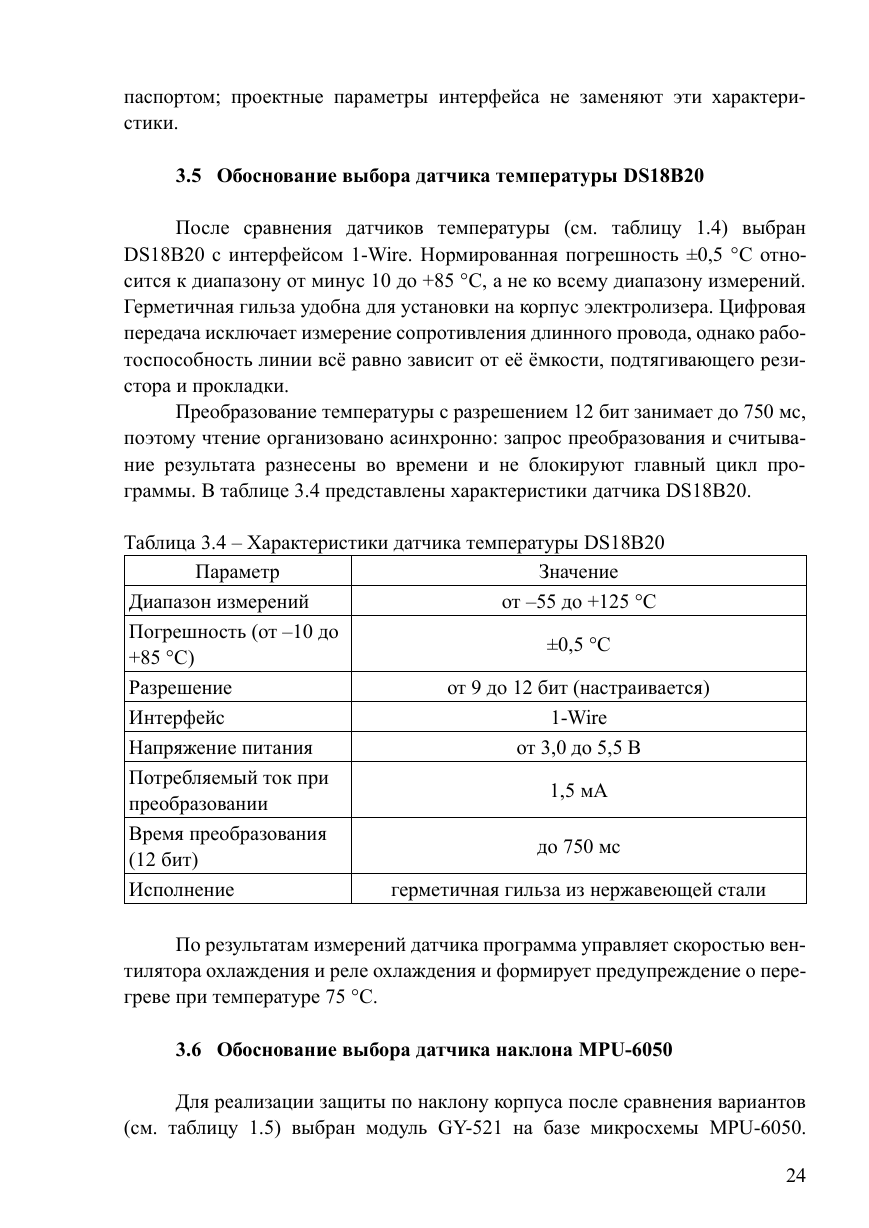 паспортом; проектные параметры интерфейса не заменяют эти характери-
стики.
3.5 Обоснование выбора датчика температуры DS18B20
После сравнения датчиков температуры (см. таблицу 1.4) выбран
DS18B20 с интерфейсом 1-Wire. Нормированная погрешность ±0,5 °C отно-
сится к диапазону от минус 10 до +85 °C, а не ко всему диапазону измерений.
Герметичная гильза удобна для установки на корпус электролизера. Цифровая
передача исключает измерение сопротивления длинного провода, однако рабо-
тоспособность линии всё равно зависит от её ёмкости, подтягивающего рези-
стора и прокладки.
Преобразование температуры с разрешением 12 бит занимает до 750 мс,
поэтому чтение организовано асинхронно: запрос преобразования и считыва-
ние результата разнесены во времени и не блокируют главный цикл про-
граммы. В таблице 3.4 представлены характеристики датчика DS18B20.
Таблица 3.4 – Характеристики датчика температуры DS18B20
Параметр Значение
Диапазон измерений от –55 до +125 °C
Погрешность (от –10 до
+85 °C) ±0,5 °C
Разрешение от 9 до 12 бит (настраивается)
Интерфейс 1-Wire
Напряжение питания от 3,0 до 5,5 В
Потребляемый ток при
преобразовании 1,5 мА
Время преобразования
(12 бит) до 750 мс
Исполнение герметичная гильза из нержавеющей стали
По результатам измерений датчика программа управляет скоростью вен-
тилятора охлаждения и реле охлаждения и формирует предупреждение о пере-
греве при температуре 75 °C.
3.6 Обоснование выбора датчика наклона MPU-6050
Для реализации защиты по наклону корпуса после сравнения вариантов
(см. таблицу 1.5) выбран модуль GY-521 на базе микросхемы MPU-6050.
24